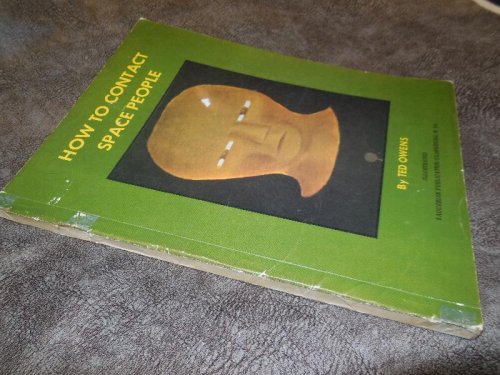 HOW TO CONTACT
SPACE PEOPLE
By TED OWENS